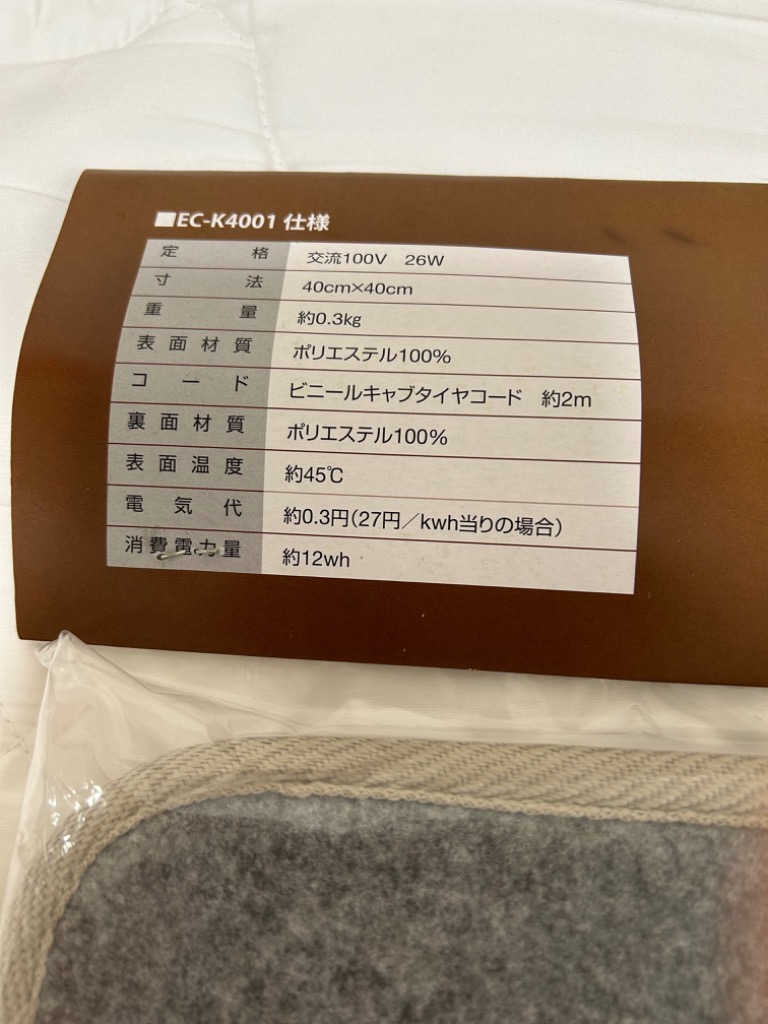 ■EC-K4001 仕様
定格 交流100V 26W
寸法 40cm×40cm
重量 約0.3kg
表面材質 ポリエステル100%
コード ビニールキャブタイヤコード 約2m
裏面材質 ポリエステル100%
表面温度 約45℃
電気代 約0.3円(27円/kwh当りの場合)
消費電力量 約12wh